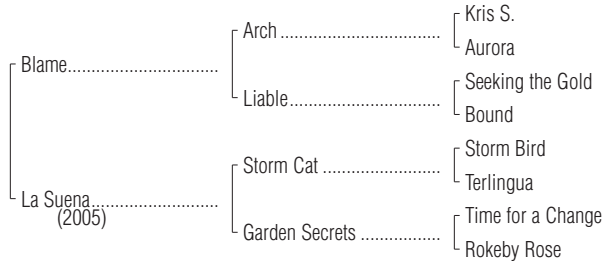 Kris S.
Arch ........................................
Aurora
Blame.....................................
Seeking the Gold
Liable.....................................
Bound
Storm Bird
Storm Cat .............................
Terlingua
La Suena................................
(2005)
Time for a Change
Garden Secrets ...................
Rokeby Rose